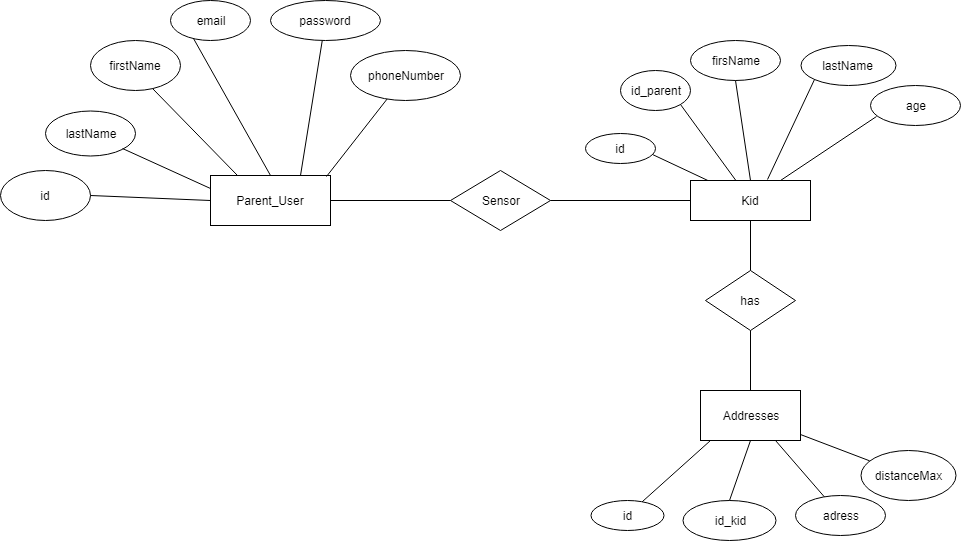 email
password
firstName
phoneNumber
lastName
id
Parent_User
Sensor
firsName
lastName
id_parent
age
id
Kid
has
Addresses
distanceMax
id
id_kid
adress